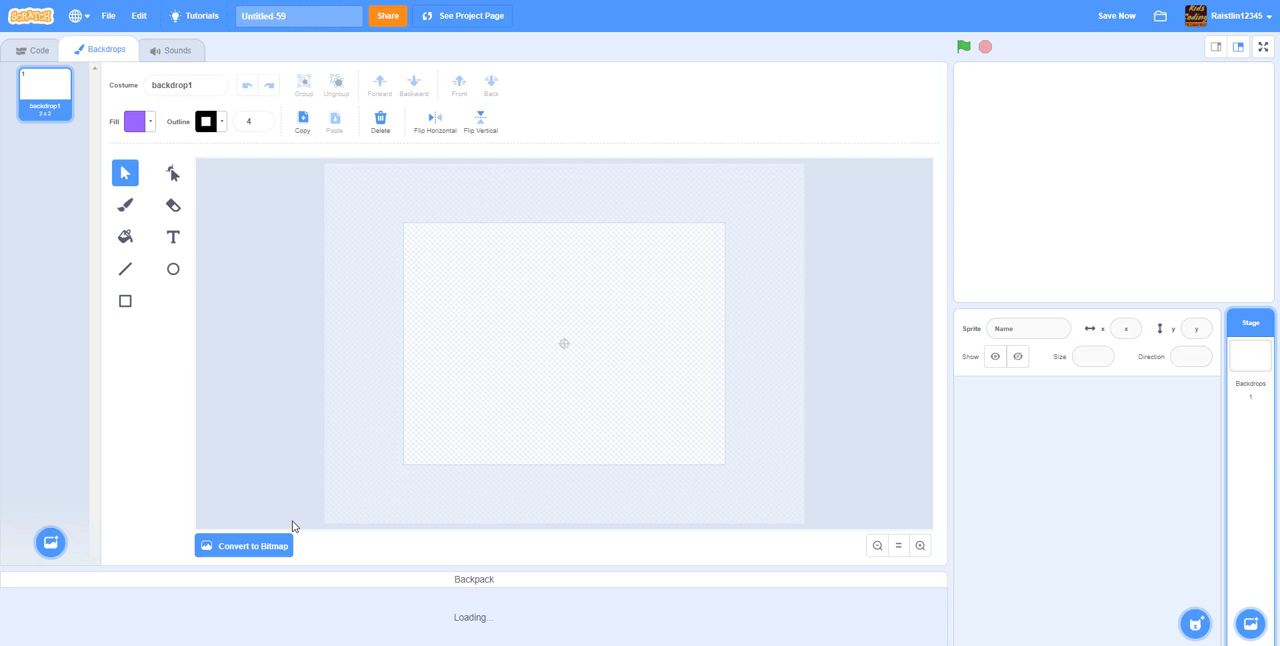 SCRATCH File Edit Tutorials Untitled-59 Share See Project Page Save Now Raistlin12345
Code Backdrops Sounds
1
backdrop1
2 x 2
Costume backdrop1 Group Ungroup Forward Backward Front Back
Fill Outline 4 Copy Paste Delete Flip Horizontal Flip Vertical
Convert to Bitmap
Backpack
Loading...
Sprite Name x x y y
Show Size Direction
Stage
Backdrops
1